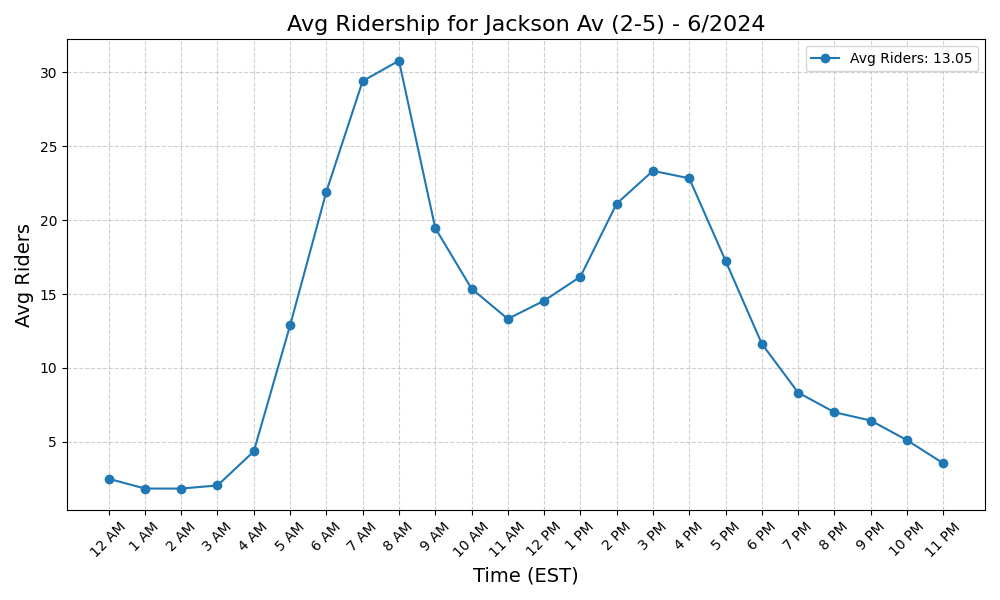 Avg Ridership for Jackson Av (2-5) - 6/2024
Avg Riders: 13.05
Avg Riders
30
25
20
15
10
5
12 AM
1 AM
2 AM
3 AM
4 AM
5 AM
6 AM
7 AM
8 AM
9 AM
10 AM
11 AM
12 PM
1 PM
2 PM
3 PM
4 PM
5 PM
6 PM
7 PM
8 PM
9 PM
10 PM
11 PM
Time (EST)